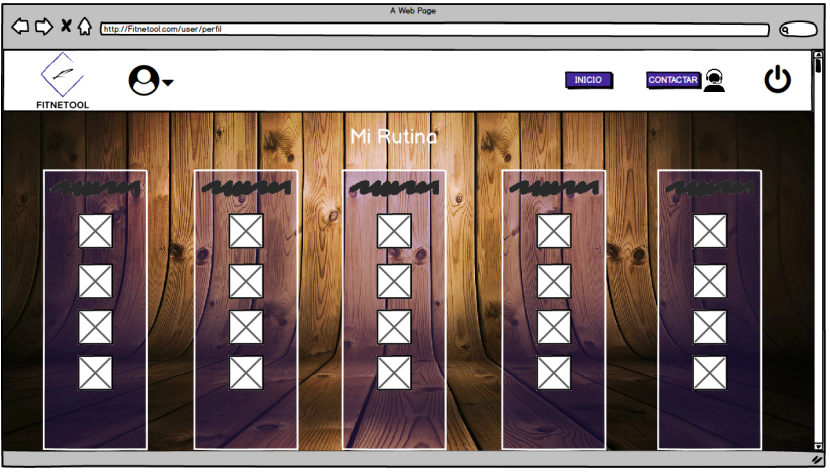 A Web Page
http://Fitnetool.com/user/perfil
FITNETOOL
INICIO
CONTACTAR
Mi Rutina